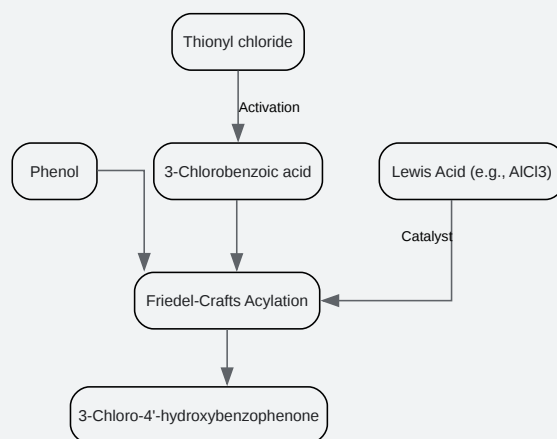 Thionyl chloride
Activation
Phenol
3-Chlorobenzoic acid
Lewis Acid (e.g., AlCl3)
Catalyst
Friedel-Crafts Acylation
3-Chloro-4'-hydroxybenzophenone